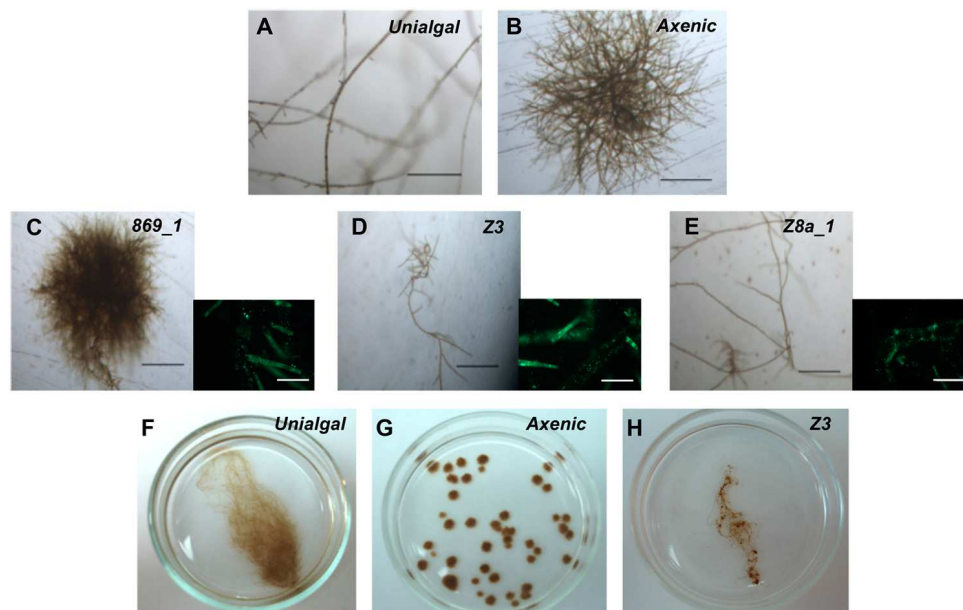 A Unialgal
B Axenic
C 869_1
D Z3
E Z8a_1
F Unialgal
G Axenic
H Z3